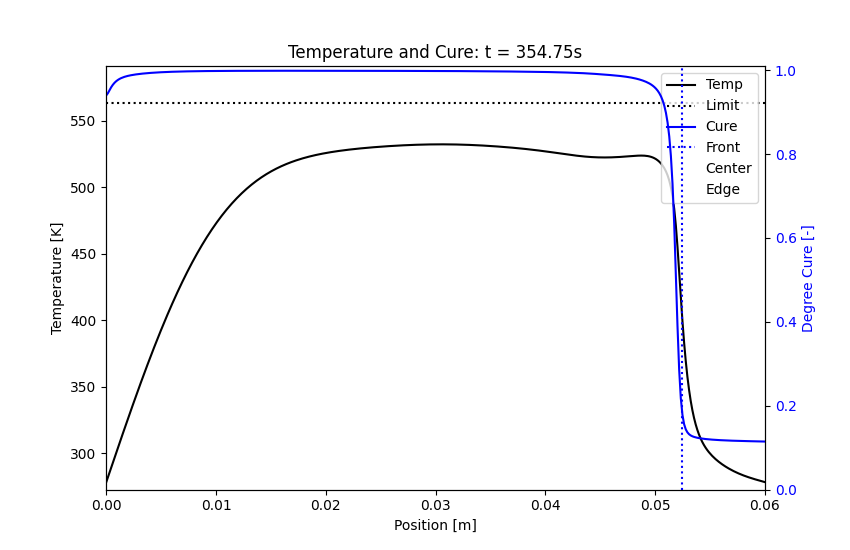 Temperature and Cure: t = 354.75s
Temp
Limit
Cure
Front
Center
Edge
550
500
450
400
350
300
Temperature [K]
1.0
0.8
0.6
0.4
0.2
0.0
Degree Cure [-]
0.00 0.01 0.02 0.03 0.04 0.05 0.06
Position [m]